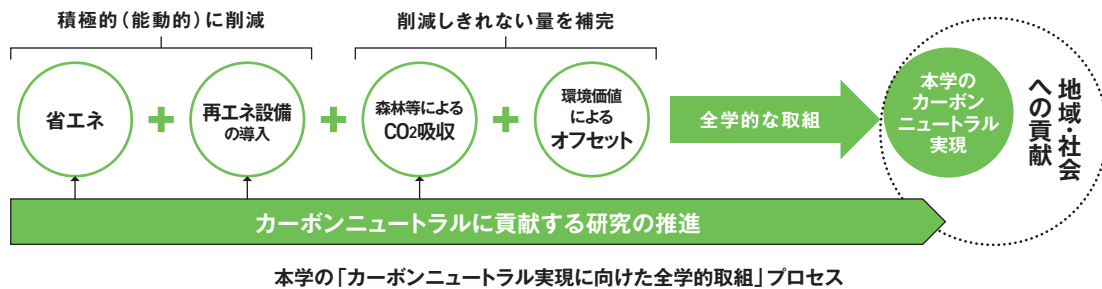 積極的(能動的)に削減
削減しきれない量を補完
省エネ
+
再エネ設備
の導入
+
森林等による
CO2吸収
+
環境価値
による
オフセット
全学的な取組
本学の
カーボン
ニュートラル
実現
地域・社会
への貢献
カーボンニュートラルに貢献する研究の推進
本学の「カーボンニュートラル実現に向けた全学的取組」プロセス